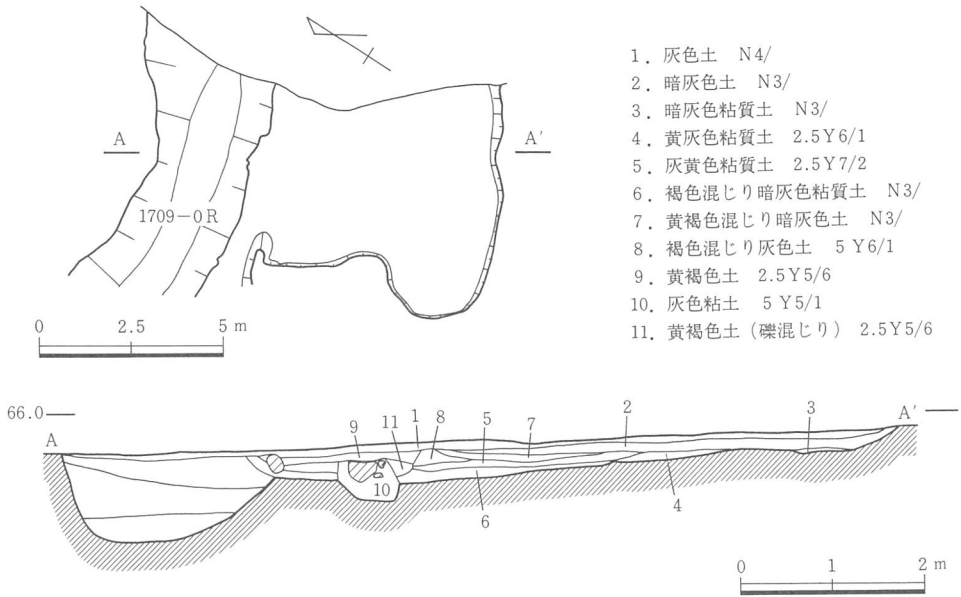 A
A′
1709－0R
0 2.5 5 m
1．灰色土 N4/
2．暗灰色土 N3/
3．暗灰色粘質土 N3/
4．黄灰色粘質土 2.5Y6/1
5．灰黄色粘質土 2.5Y7/2
6．褐色混じり暗灰色粘質土 N3/
7．黄褐色混じり暗灰色土 N3/
8．褐色混じり灰色土 5Y6/1
9．黄褐色土 2.5Y5/6
10．灰色粘土 5Y5/1
11．黄褐色土（礫混じり） 2.5Y5/6
66.0
A
A′
9 11 1 8 5 7 2 3
10
6 4
0 1 2 m